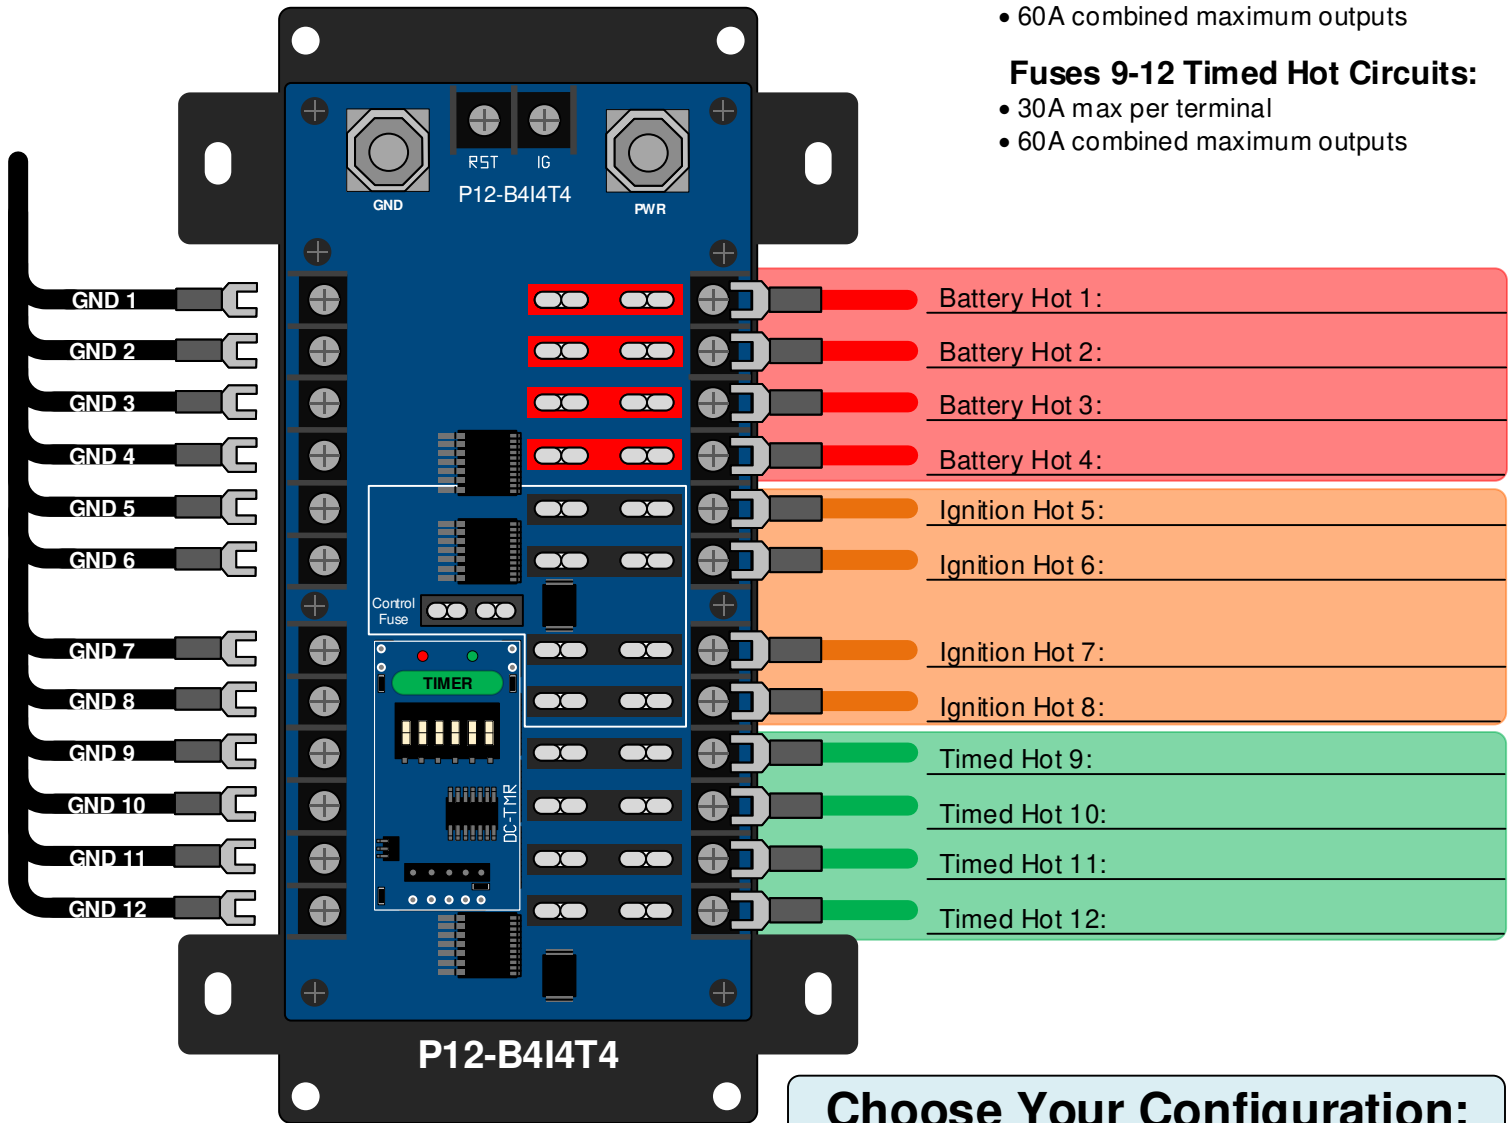 • 60A combined maximum outputs
Fuses 9-12 Timed Hot Circuits:
• 30A max per terminal
• 60A combined maximum outputs
RST IG
P12-B4I4T4
GND
PWR
GND 1
GND 2
GND 3
GND 4
GND 5
GND 6
GND 7
GND 8
GND 9
GND 10
GND 11
GND 12
Control
Fuse
TIMER
DC-TMR
Battery Hot 1:
Battery Hot 2:
Battery Hot 3:
Battery Hot 4:
Ignition Hot 5:
Ignition Hot 6:
Ignition Hot 7:
Ignition Hot 8:
Timed Hot 9:
Timed Hot 10:
Timed Hot 11:
Timed Hot 12:
P12-B4I4T4
Choose Your Configuration: